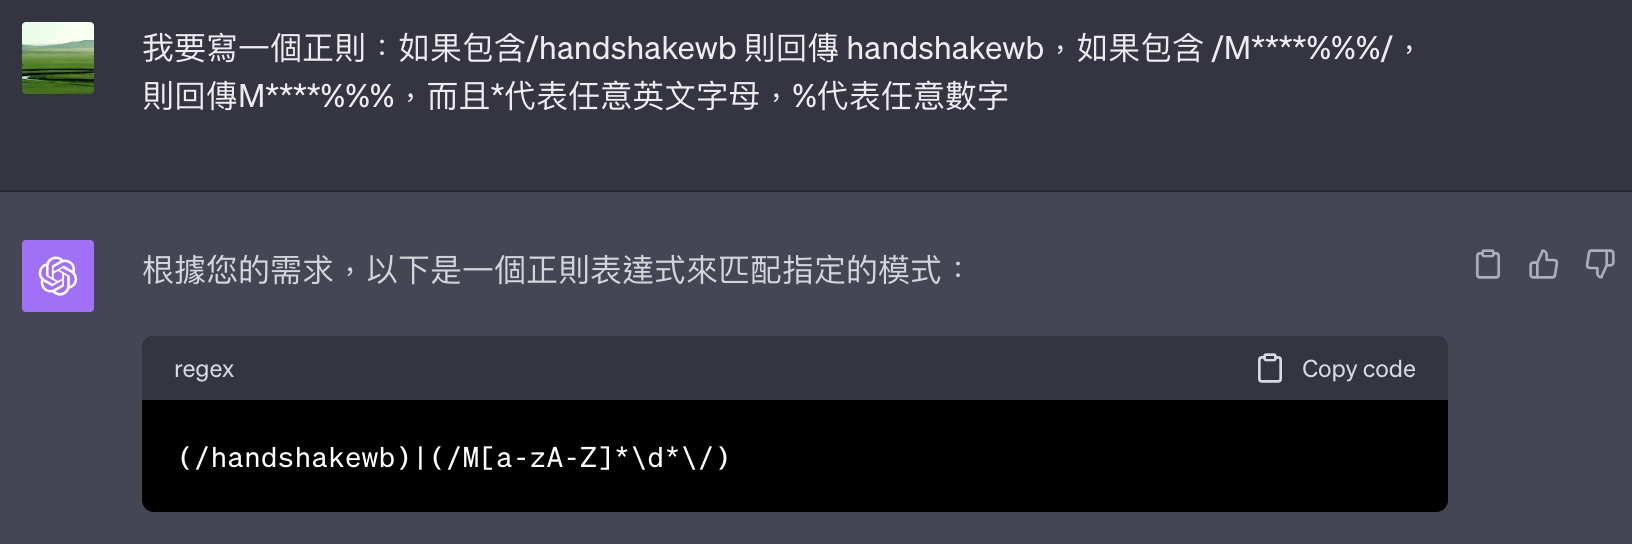 我要寫一個正則：如果包含/handshakewb 則回傳 handshakewb，如果包含 /M****%%%/，
則回傳M****%%%，而且*代表任意英文字母，%代表任意數字
根據您的需求，以下是一個正則表達式來匹配指定的模式：
regex
Copy code
(/handshakewb)|(/M[a-zA-Z]*\d*\/)